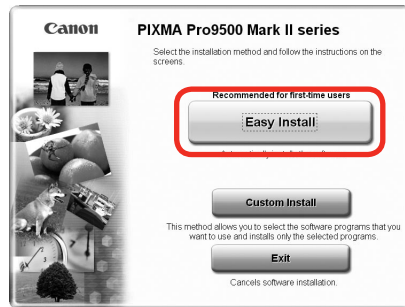 Canon
PIXMA Pro9500 Mark II series
Select the installation method and follow the instructions on the
screens.
Recommended for first-time users
Easy Install
Custom Install
This method allows you to select the software programs that you
want to use and installs only the selected programs.
Exit
Cancels software installation.